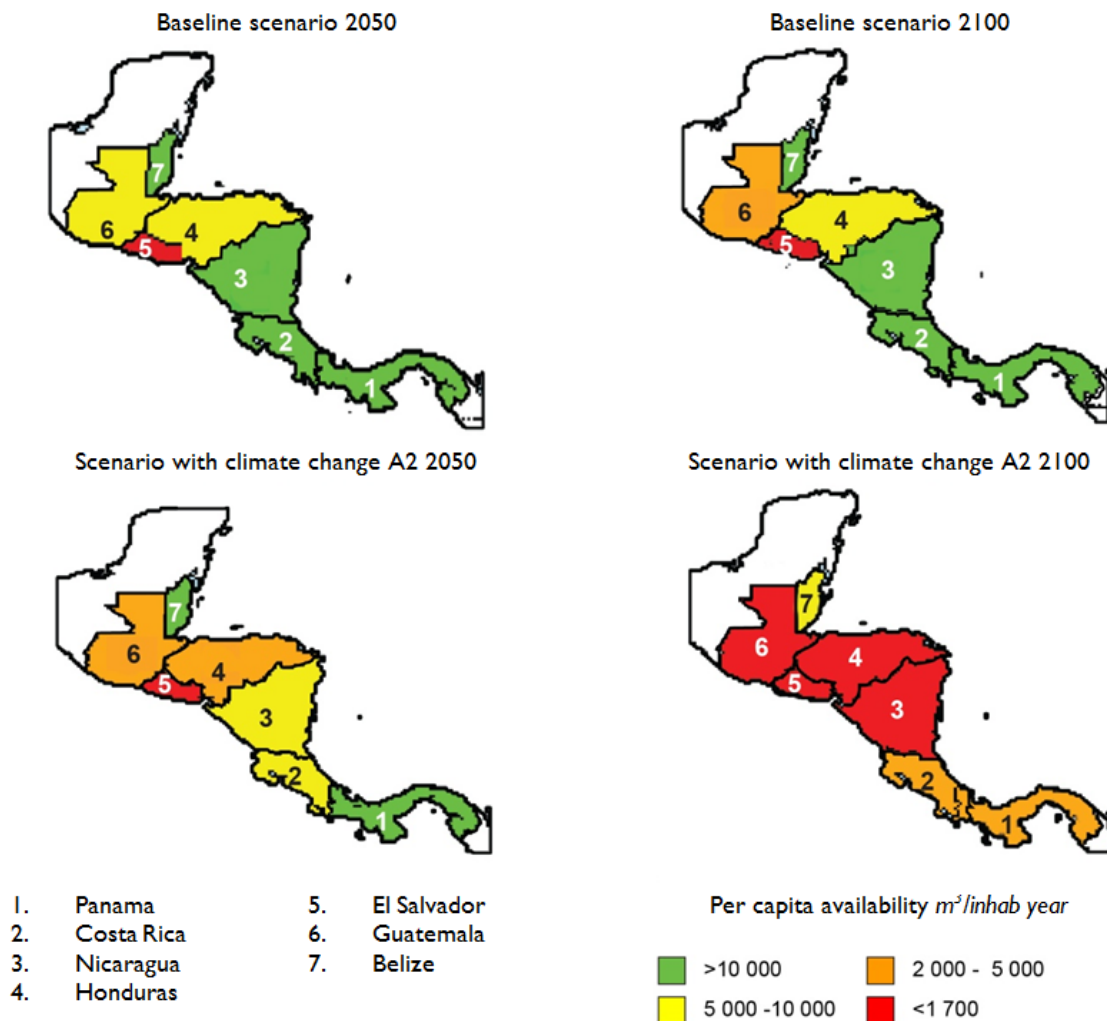 Baseline scenario 2050
Baseline scenario 2100
7
6
4
5
3
2
1
7
6
4
5
3
2
1
Scenario with climate change A2 2050
Scenario with climate change A2 2100
7
6
4
5
3
2
1
7
6
4
5
3
2
1
1. Panama
2. Costa Rica
3. Nicaragua
4. Honduras
5. El Salvador
6. Guatemala
7. Belize
Per capita availability m³/inhab year
>10 000
2 000 - 5 000
5 000 -10 000
<1 700